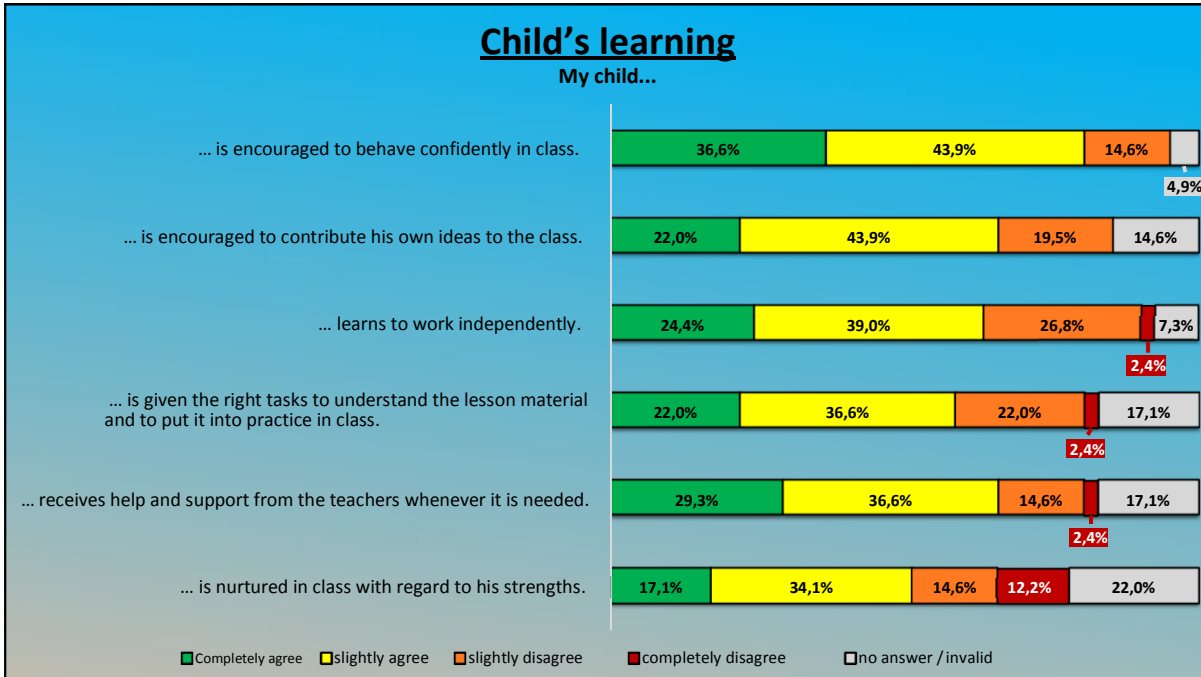 Child's learning
My child...
... is encouraged to behave confidently in class.
36,6% 43,9% 14,6%
4,9%
... is encouraged to contribute his own ideas to the class.
22,0% 43,9% 19,5% 14,6%
... learns to work independently.
24,4% 39,0% 26,8% 7,3%
2,4%
... is given the right tasks to understand the lesson material
and to put it into practice in class.
22,0% 36,6% 22,0% 17,1%
2,4%
... receives help and support from the teachers whenever it is needed.
29,3% 36,6% 14,6% 17,1%
2,4%
... is nurtured in class with regard to his strengths.
17,1% 34,1% 14,6% 12,2% 22,0%
Completely agree slightly agree slightly disagree completely disagree no answer / invalid